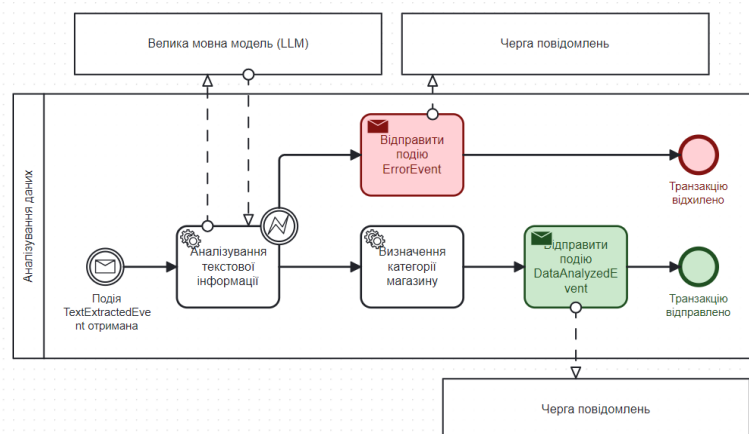 Велика мовна модель (LLM)
Черга повідомлень
Аналізування даних
Відправити
подію
ErrorEvent
Транзакцію
відхилено
Подія
TextExtractedEve
nt отримана
Аналізування
текстової
інформації
Визначення
категорії
магазину
Відправити
подію
DataAnalyzedE
vent
Транзакцію
відправлено
Черга повідомлень